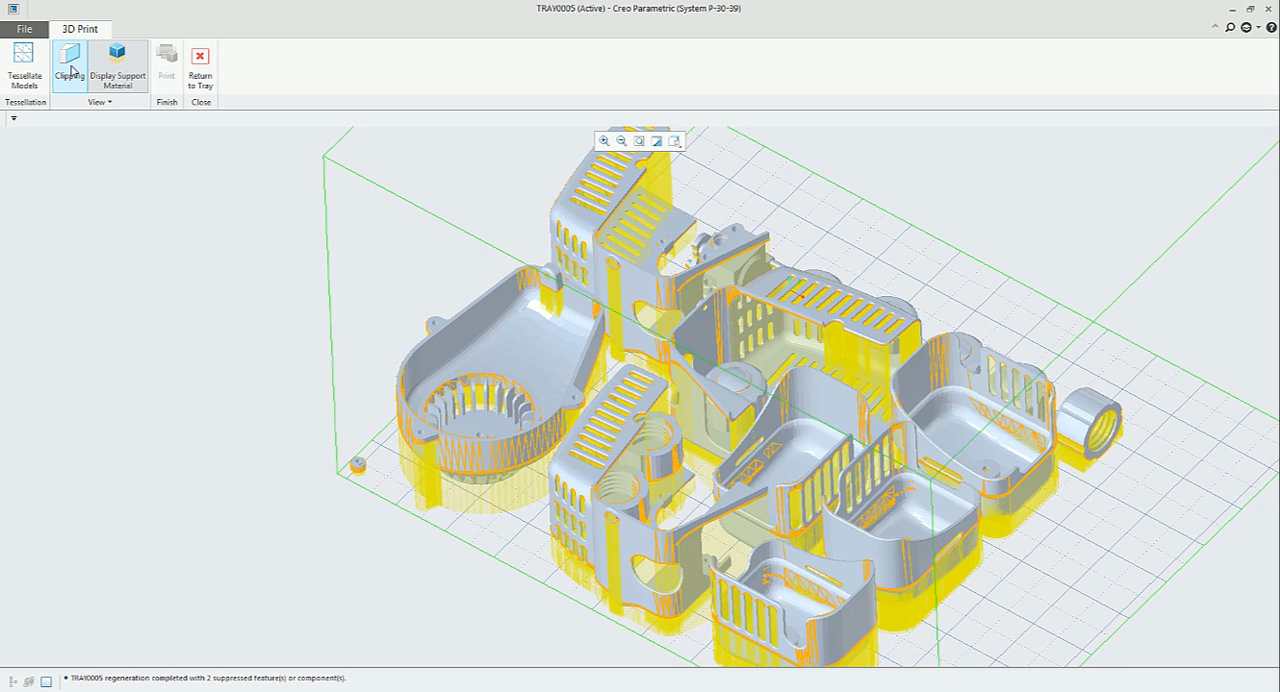 TRAY0005 (Active) - Creo Parametric (System P-30-39)
File
3D Print
Tessellate Models
Clipping
Display Support Material
Print
Return to Tray
Tessellation
View
Finish
Close
• TRAY0005 regeneration completed with 2 suppressed feature(s) or component(s).